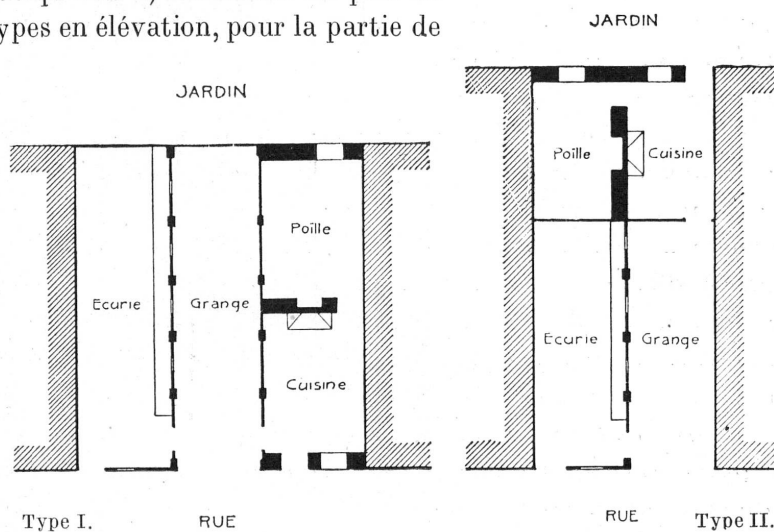 ypes en élévation, pour la partie de
JARDIN
Poille
Ecurie
Grange
Cuisine
Type I.
RUE
JARDIN
Poille
Cuisine
Ecurie
Grange
RUE
Type II.